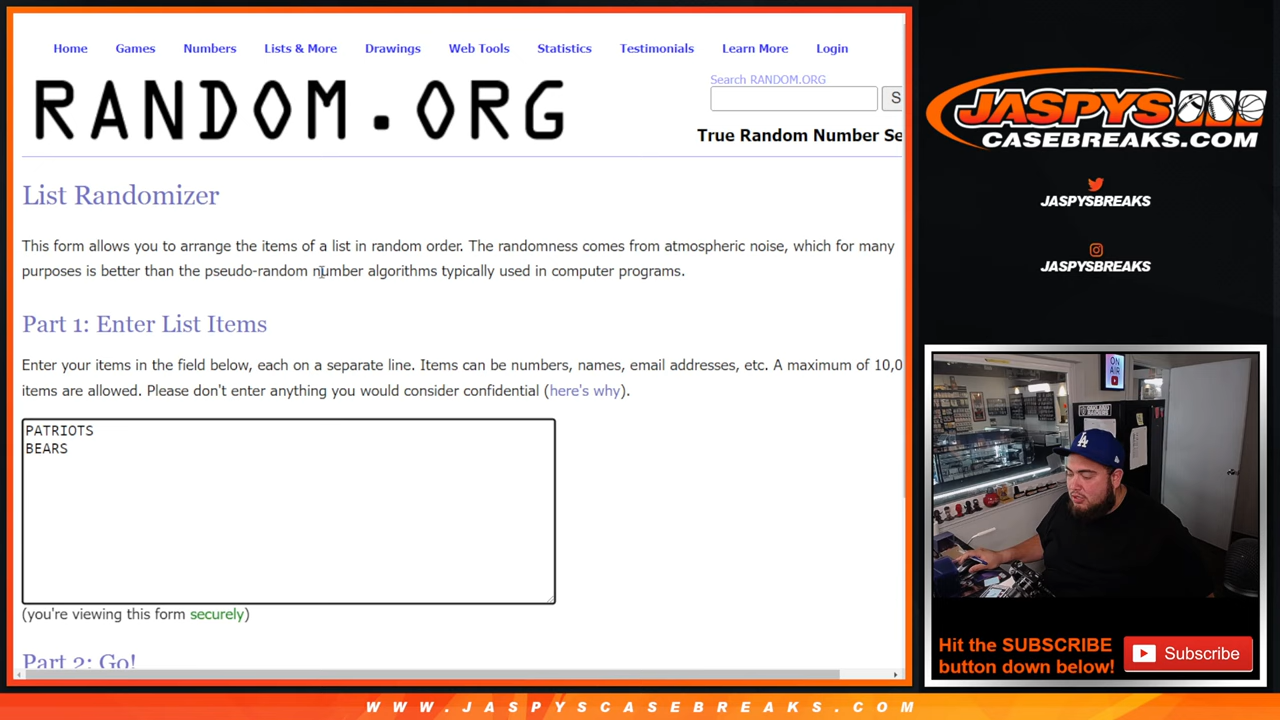 Home Games Numbers Lists & More Drawings Web Tools Statistics Testimonials Learn More Login
RANDOM.ORG
Search RANDOM.ORG
S
True Random Number Se
List Randomizer
This form allows you to arrange the items of a list in random order. The randomness comes from atmospheric noise, which for many
purposes is better than the pseudo-random number algorithms typically used in computer programs.
Part 1: Enter List Items
Enter your items in the field below, each on a separate line. Items can be numbers, names, email addresses, etc. A maximum of 10,0
items are allowed. Please don't enter anything you would consider confidential (here's why).
PATRIOTS
BEARS
(you're viewing this form securely)
Part 2: Go!
JASPYS
CASEBREAKS.COM
JASPYSBREAKS
JASPYSBREAKS
ON
AIR
OAKLAND
RAIDERS
LA
Hit the SUBSCRIBE
button down below!
Subscribe
WWW.JASPYSCASEBREAKS.COM